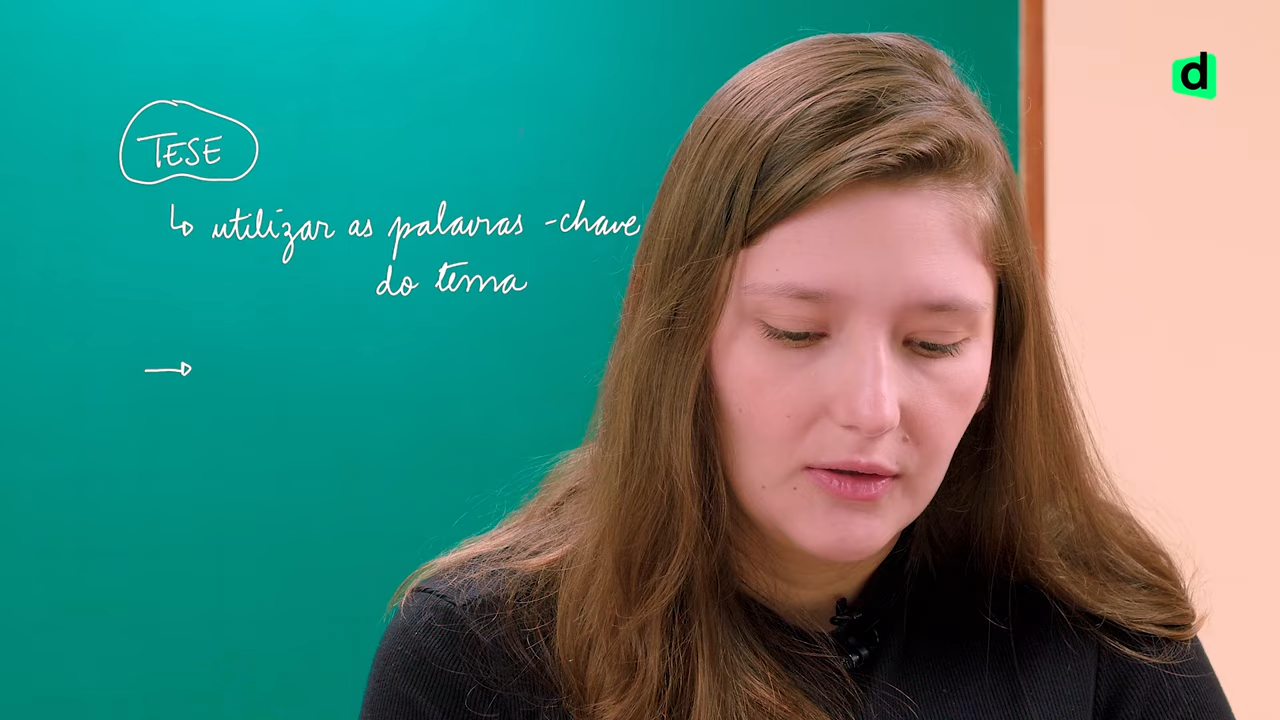 TESE
↳ utilizar as palavras-chave
do tema
→
d